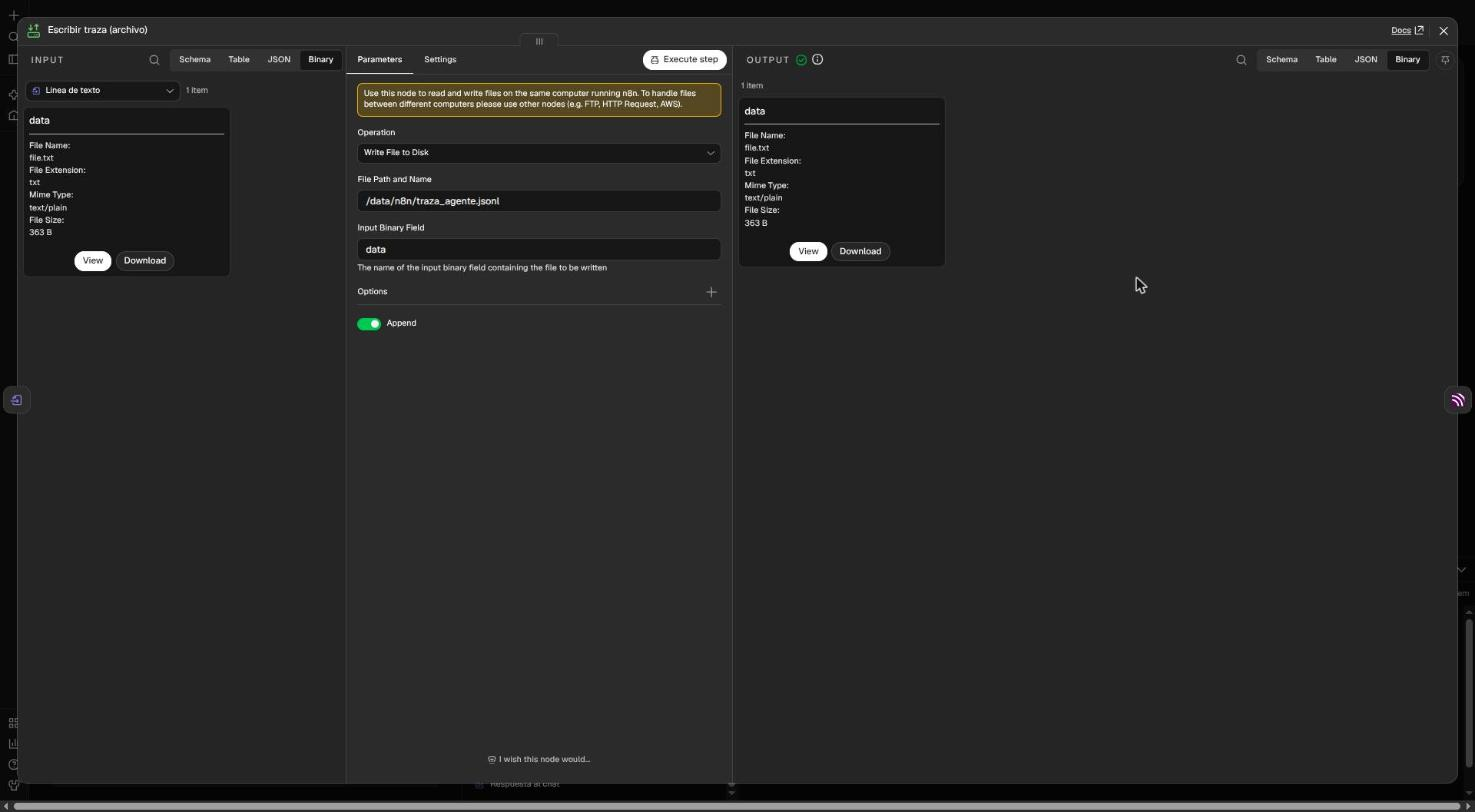 Escribir traza (archivo)
Docs
INPUT
Schema
Table
JSON
Binary
Linea de texto
1 item
data
File Name:
file.txt
File Extension:
txt
Mime Type:
text/plain
File Size:
363 B
View
Download
Parameters
Settings
Execute step
Use this node to read and write files on the same computer running n8n. To handle files
between different computers please use other nodes (e.g. FTP, HTTP Request, AWS).
Operation
Write File to Disk
File Path and Name
/data/n8n/traza_agente.jsonl
Input Binary Field
data
The name of the input binary field containing the file to be written
Options
Append
I wish this node would...
OUTPUT
Schema
Table
JSON
Binary
1 item
data
File Name:
file.txt
File Extension:
txt
Mime Type:
text/plain
File Size:
363 B
View
Download
em
Respuesta al chat